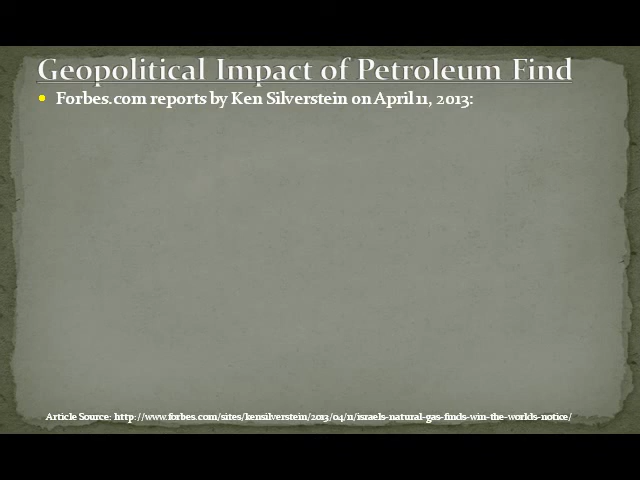 Geopolitical Impact of Petroleum Find
• Forbes.com reports by Ken Silverstein on April 11, 2013:
Article Source: http://www.forbes.com/sites/kensilverstein/2013/04/11/israels-natural-gas-finds-win-the-worlds-notice/